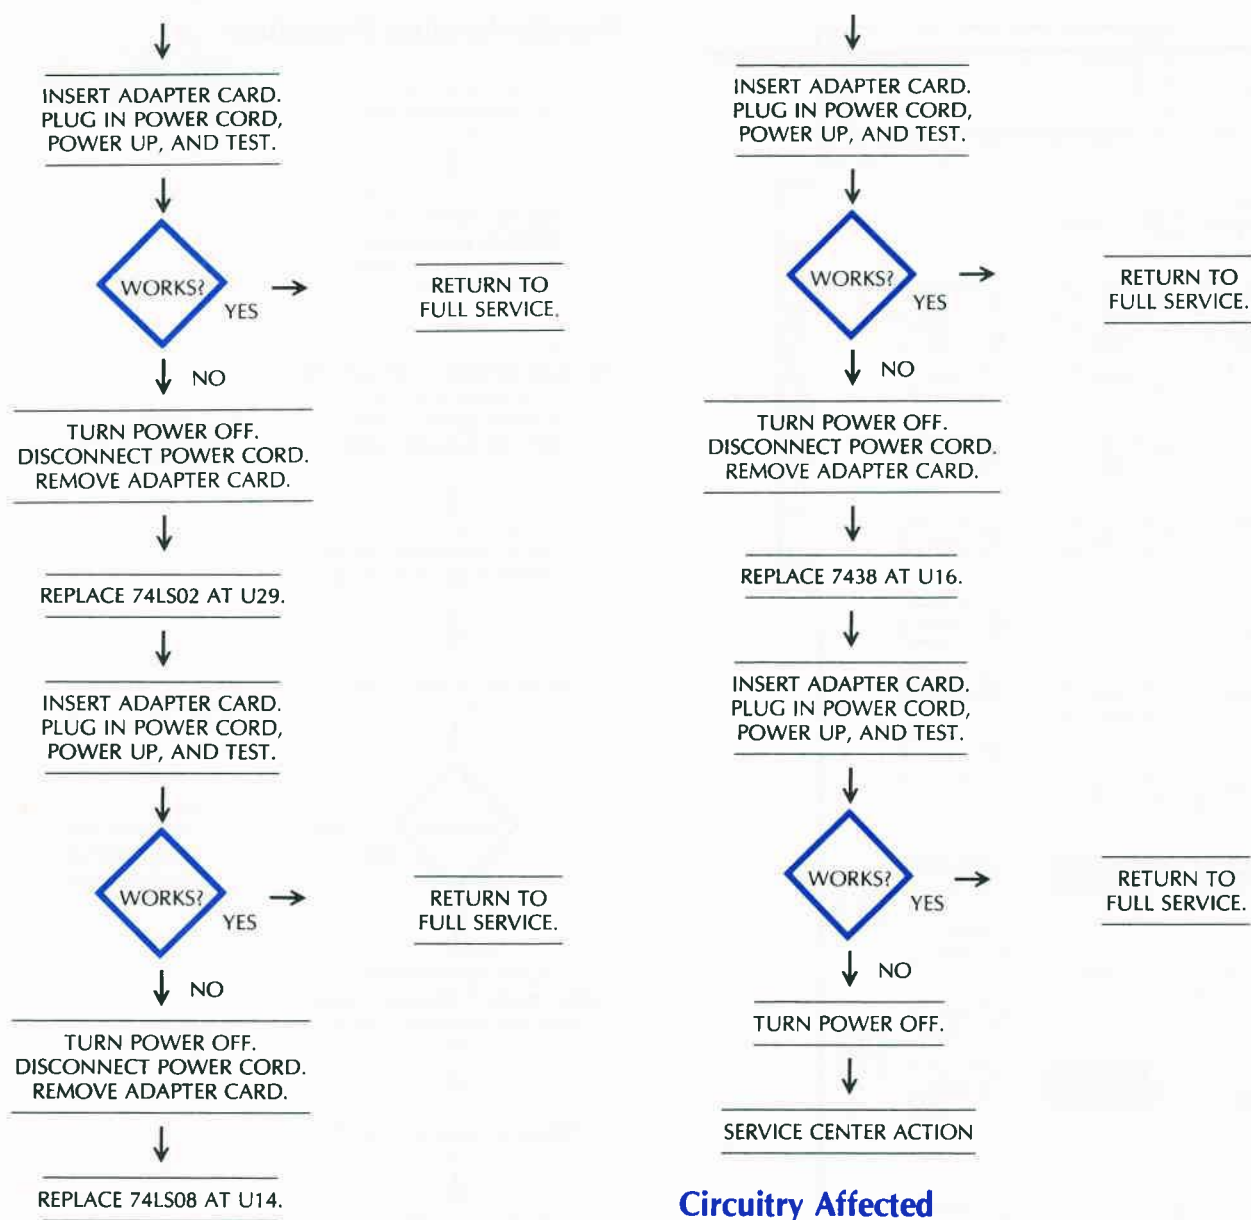 INSERT ADAPTER CARD.
PLUG IN POWER CORD,
POWER UP, AND TEST.
WORKS?
YES
RETURN TO
FULL SERVICE.
NO
TURN POWER OFF.
DISCONNECT POWER CORD.
REMOVE ADAPTER CARD.
REPLACE 74LS02 AT U29.
INSERT ADAPTER CARD.
PLUG IN POWER CORD,
POWER UP, AND TEST.
WORKS?
YES
RETURN TO
FULL SERVICE.
NO
TURN POWER OFF.
DISCONNECT POWER CORD.
REMOVE ADAPTER CARD.
REPLACE 74LS08 AT U14.
INSERT ADAPTER CARD.
PLUG IN POWER CORD,
POWER UP, AND TEST.
WORKS?
YES
RETURN TO
FULL SERVICE.
NO
TURN POWER OFF.
DISCONNECT POWER CORD.
REMOVE ADAPTER CARD.
REPLACE 7438 AT U16.
INSERT ADAPTER CARD.
PLUG IN POWER CORD,
POWER UP, AND TEST.
WORKS?
YES
RETURN TO
FULL SERVICE.
NO
TURN POWER OFF.
SERVICE CENTER ACTION
Circuitry Affected